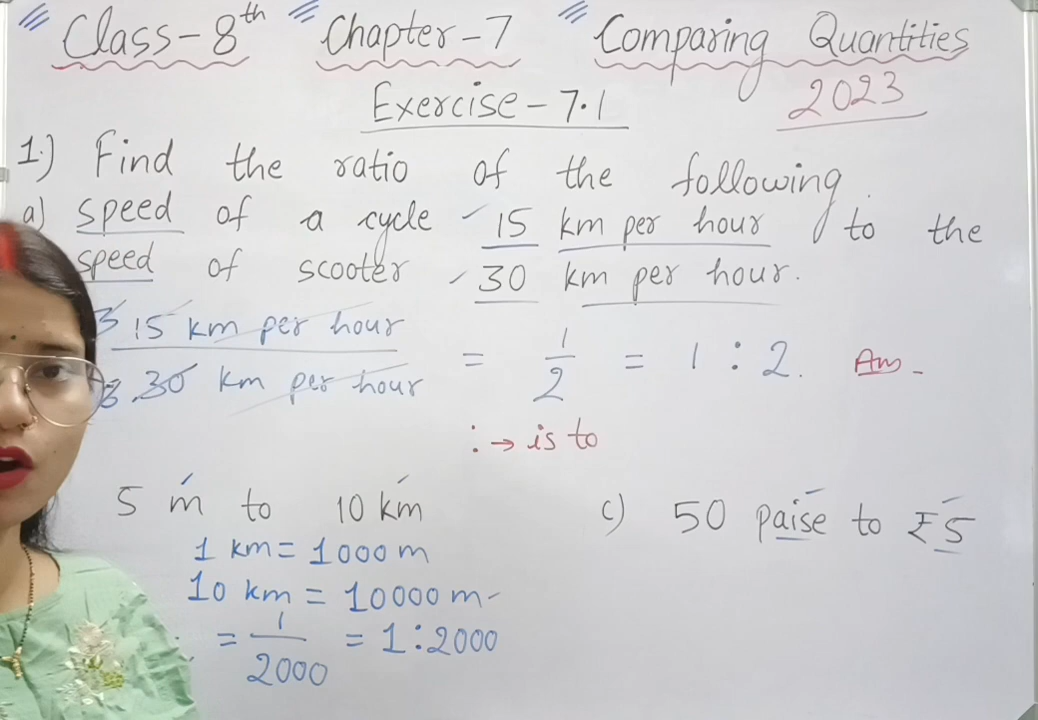 Class-8th Chapter-7 Comparing Quantities
Exercise-7.1 2023
1.) Find the ratio of the following.
a) speed of a cycle 15 km per hour to the
speed of scooter 30 km per hour.
15 km per hour
30 km per hour
= 1/2 = 1:2. Ans
: → is to
5 m to 10 km
1 km = 1000 m
10 km = 10000 m
= 1/2000 = 1:2000
c) 50 paise to ₹5